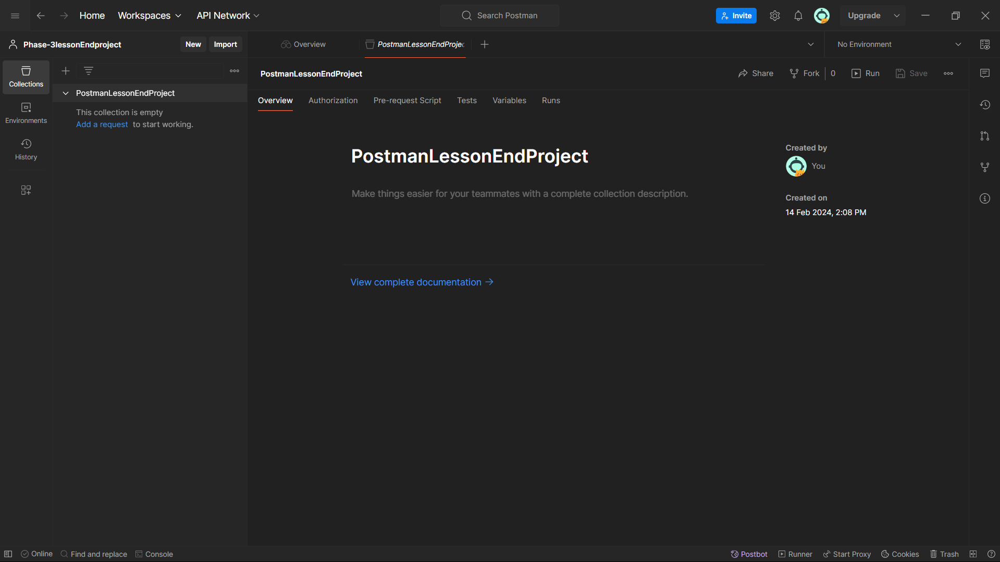 Home Workspaces API Network Search Postman Invite Upgrade
Phase-3lessonEndproject New Import Overview PostmanLessonEndProjec No Environment
Collections
PostmanLessonEndProject Share Fork 0 Run Save
PostmanLessonEndProject
Overview Authorization Pre-request Script Tests Variables Runs
This collection is empty
Add a request to start working.
Environments
History
PostmanLessonEndProject
Make things easier for your teammates with a complete collection description.
View complete documentation →
Created by
You
Created on
14 Feb 2024, 2:08 PM
Online Find and replace Console Postbot Runner Start Proxy Cookies Trash